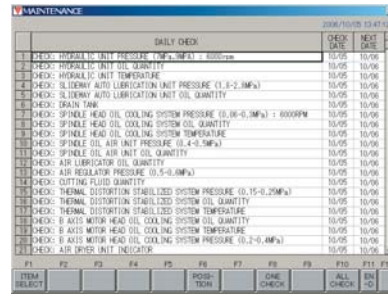 MAINTENANCE
2006/10/05 13:47:0
DAILY CHECK CHECK DATE NEXT DATE
1 CHECK: HYDRAULIC UNIT PRESSURE (7MPa,9MPa) : 6000rpm 10/05 10/06
2 CHECK: HYDRAULIC UNIT OIL QUANTITY 10/05 10/06
3 CHECK: HYDRAULIC UNIT TEMPERATURE 10/05 10/06
4 CHECK: SLIDEWAY AUTO LUBRICATION UNIT PRESSURE 10/05 10/06
5 CHECK: SLIDEWAY AUTO LUBRICATION UNIT OIL QUANTITY 10/05 10/06
6 CHECK: DRAIN TANK 10/05 10/06
7 CHECK: SPINDLE HEAD OIL COOLING SYSTEM PRESSURE : 6000RPM 10/05 10/06
8 CHECK: SPINDLE HEAD OIL COOLING SYSTEM OIL QUANTITY 10/05 10/06
9 CHECK: SPINDLE HEAD OIL COOLING SYSTEM TEMPERATURE 10/05 10/06
10 CHECK: SPINDLE OIL AIR UNIT PRESSURE (0.4-0.5MPa) 10/05 10/06
11 CHECK: SPINDLE OIL AIR UNIT OIL QUANTITY 10/05 10/06
12 CHECK: AIR LUBRICATOR OIL QUANTITY 10/05 10/06
13 CHECK: AIR REGULATOR PRESSURE (0.5-0.6MPa) 10/05 10/06
14 CHECK: CUTTING FLUID QUANTITY 10/05 10/06
15 CHECK: THERMAL DISTORTION STABILIZED SYSTEM PRESSURE (0.15-0.25MPa) 10/05 10/06
16 CHECK: THERMAL DISTORTION STABILIZED SYSTEM OIL QUANTITY 10/05 10/06
17 CHECK: THERMAL DISTORTION STABILIZED SYSTEM TEMPERATURE 10/05 10/06
18 CHECK: B AXIS MOTOR HEAD OIL COOLING SYSTEM OIL QUANTITY 10/05 10/06
19 CHECK: B AXIS MOTOR HEAD OIL COOLING SYSTEM TEMPERATURE 10/05 10/06
20 CHECK: B AXIS MOTOR HEAD OIL COOLING SYSTEM PRESSURE (0.2-0.4MPa) 10/05 10/06
21 CHECK: AIR DRYER UNIT INDICATOR 10/05 10/06
F1 F2 F3 F4 F5 F6 F7 F8 F9 F10 F11 F1
ITEM SELECT POSI-TION ONE CHECK ALL CHECK EN -D